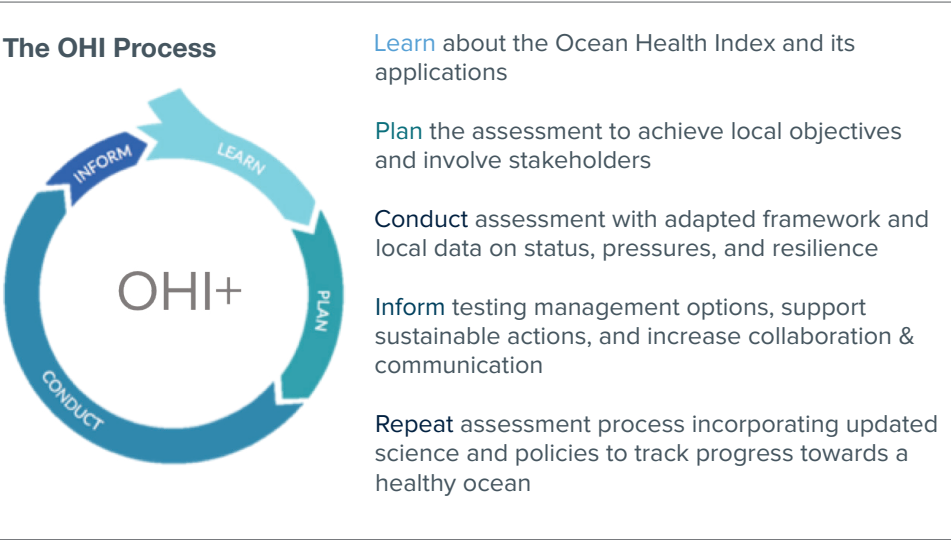 The OHI Process
INFORM
LEARN
PLAN
CONDUCT
OHI+
Learn about the Ocean Health Index and its
applications
Plan the assessment to achieve local objectives
and involve stakeholders
Conduct assessment with adapted framework and
local data on status, pressures, and resilience
Inform testing management options, support
sustainable actions, and increase collaboration &
communication
Repeat assessment process incorporating updated
science and policies to track progress towards a
healthy ocean